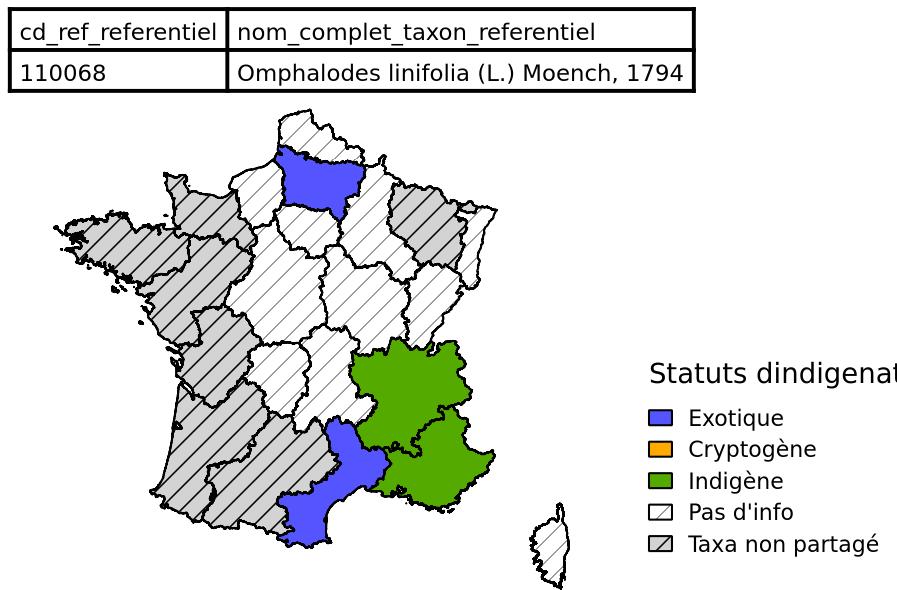 cd_ref_referentiel nom_complet_taxon_referentiel
110068 Omphalodes linifolia (L.) Moench, 1794
Statuts dindigenat
Exotique
Cryptogène
Indigène
Pas d'info
Taxa non partagé